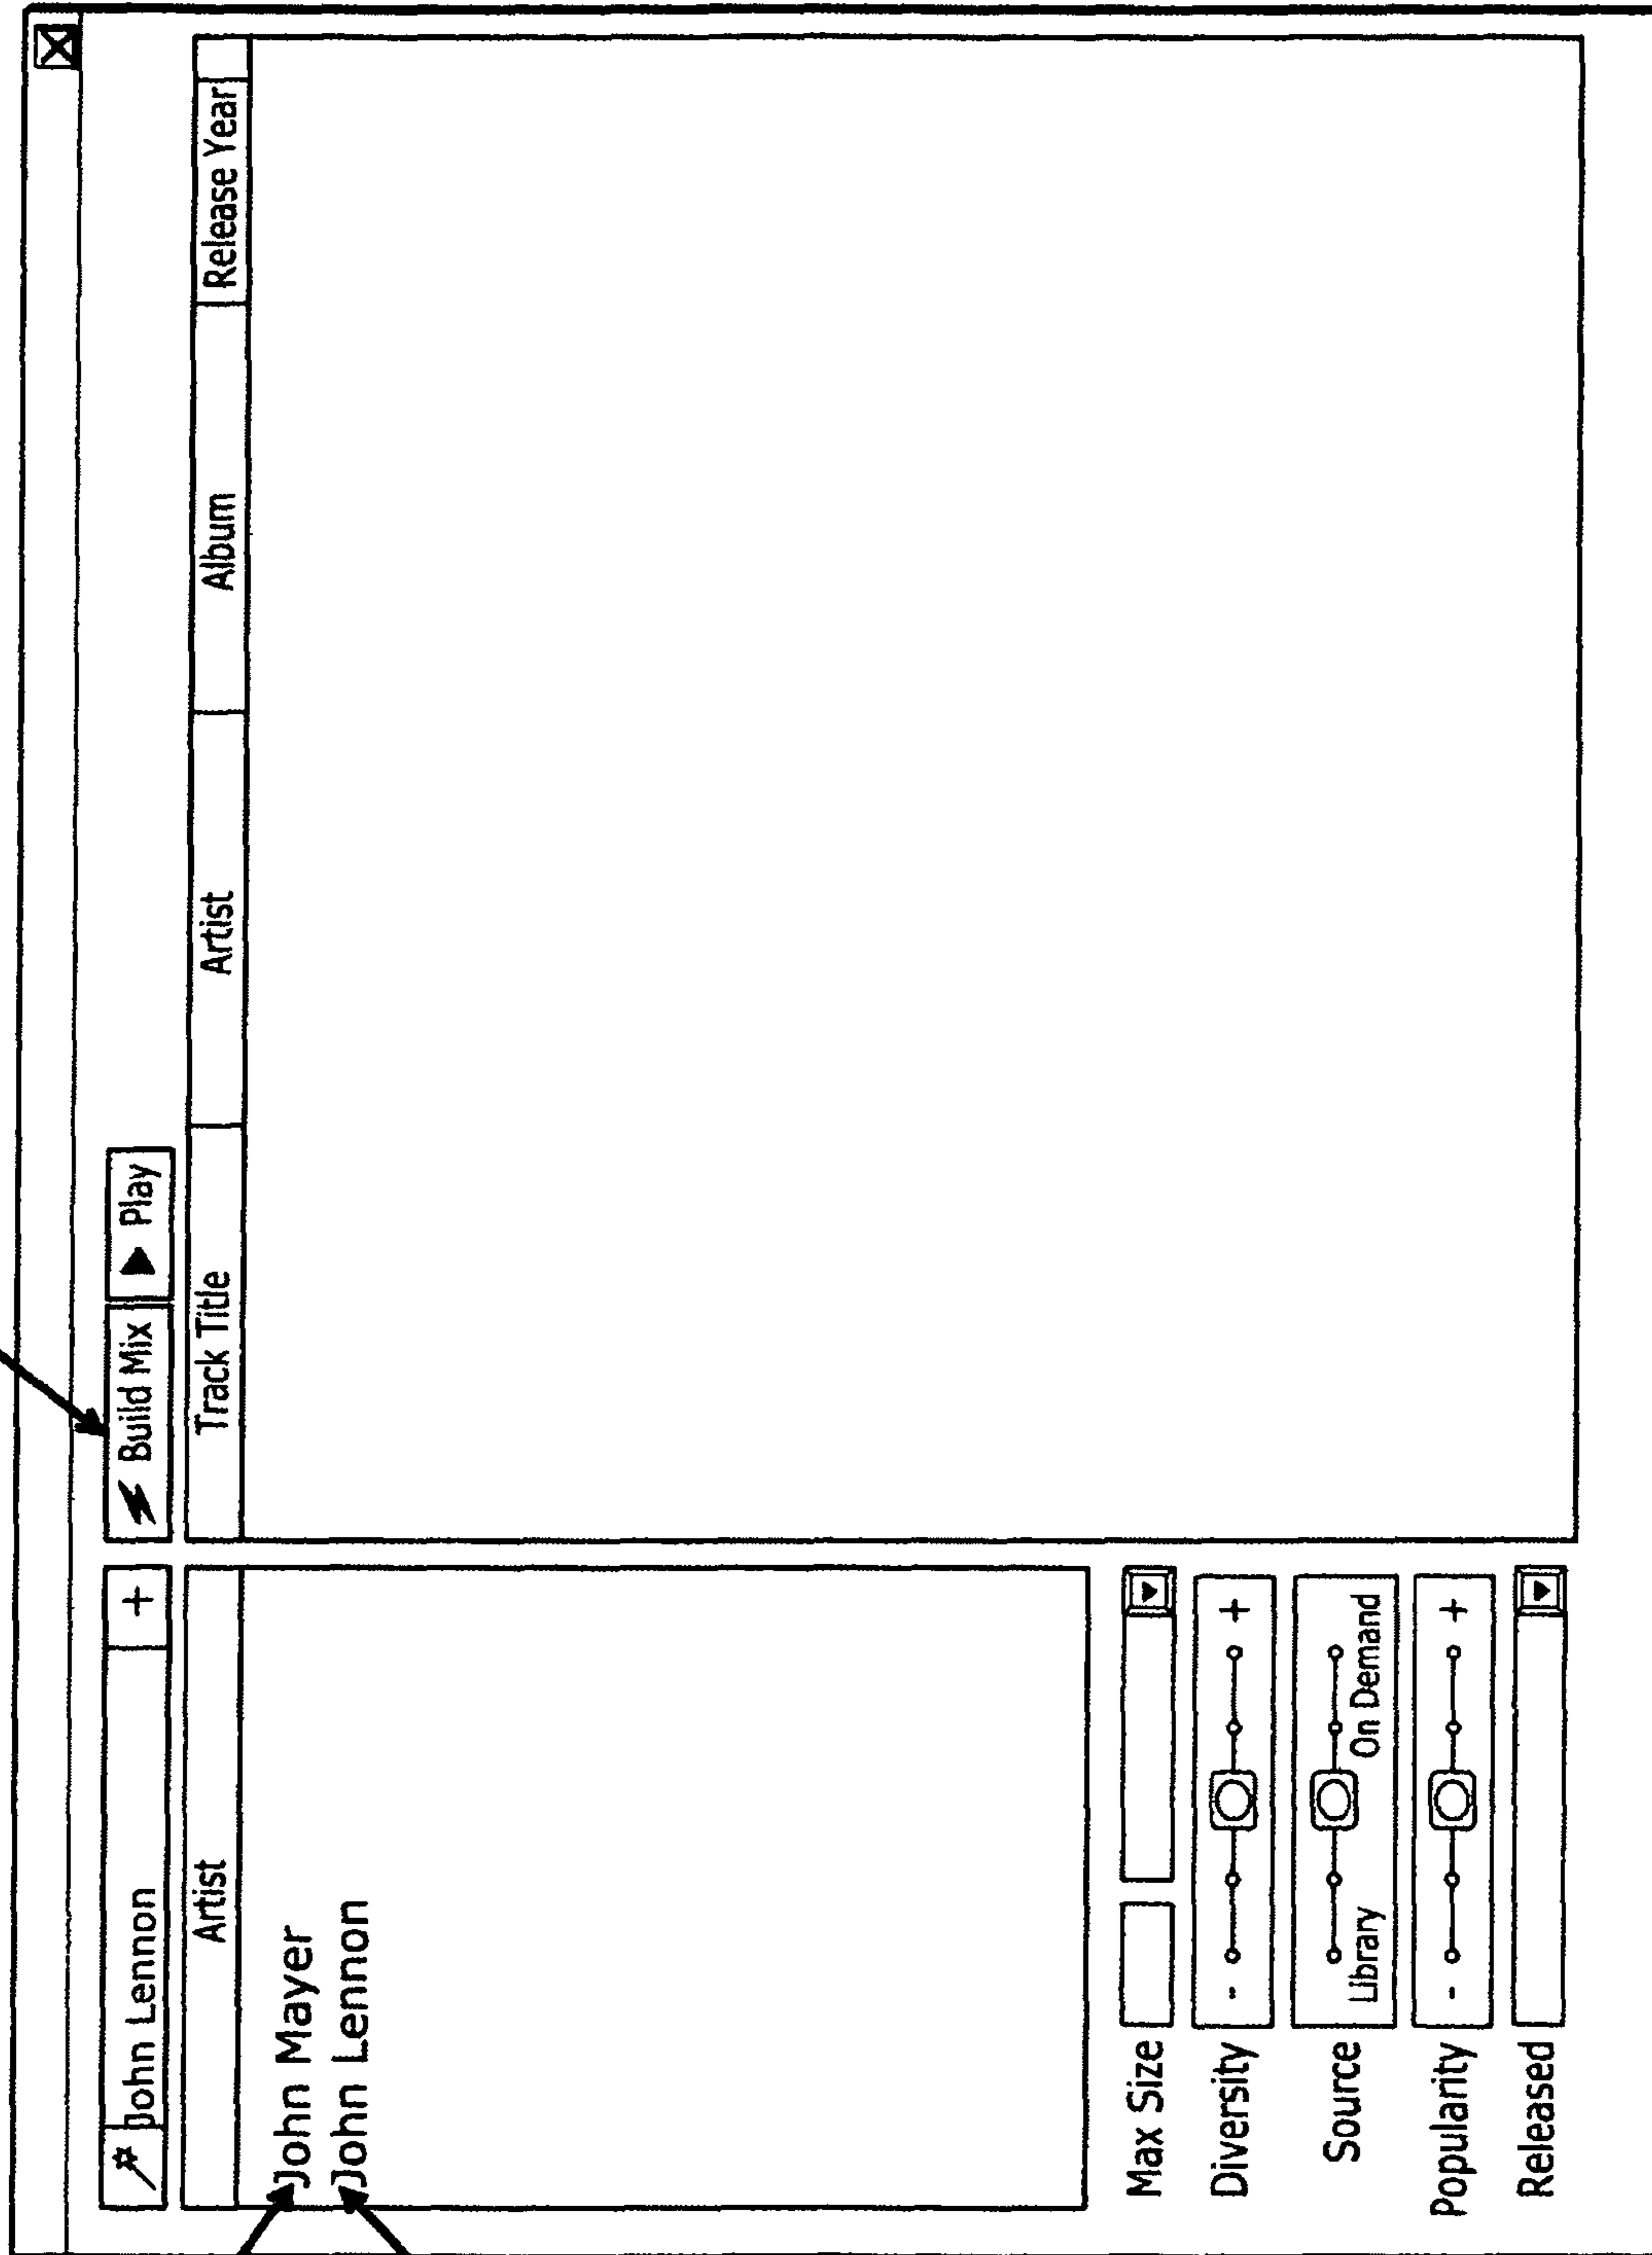 John Lennon +
Build Mix Play
Artist
John Mayer
John Lennon
Track Title Artist Album Release Year
Max Size
Diversity - +
Source Library On Demand
Popularity - +
Released